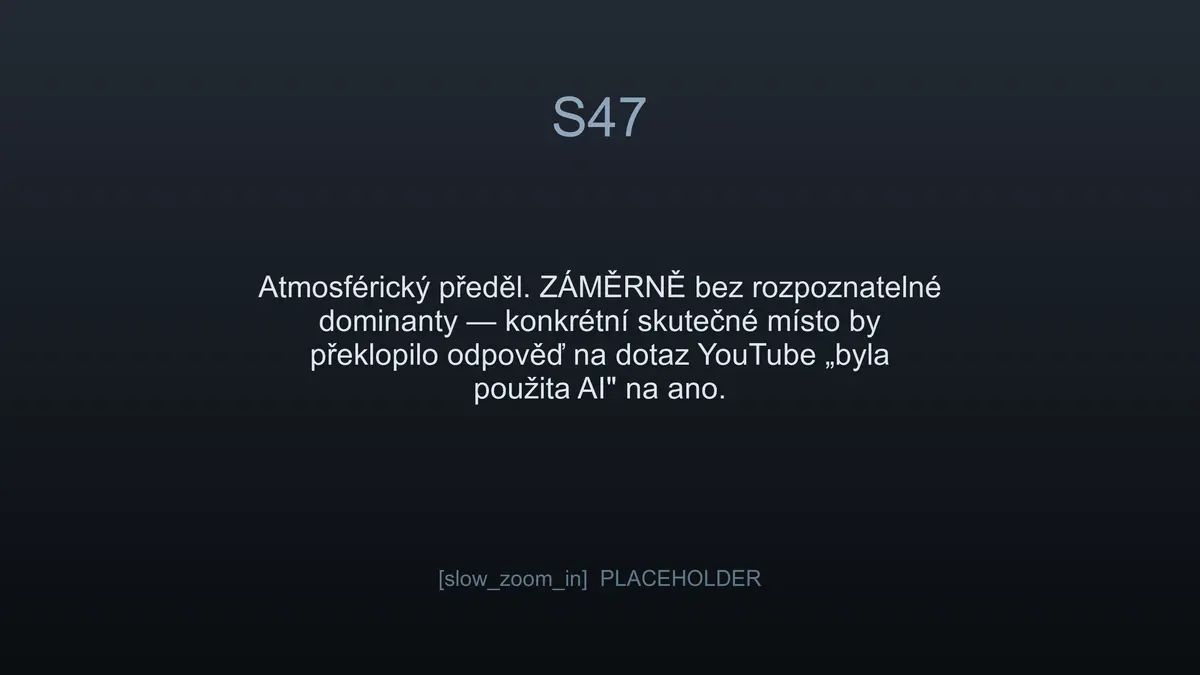 S47
Atmosférický předěl. ZÁMĚRNĚ bez rozpoznatelné
dominanty — konkrétní skutečné místo by
překlopilo odpověď na dotaz YouTube „byla
použita AI" na ano.
[slow_zoom_in] PLACEHOLDER